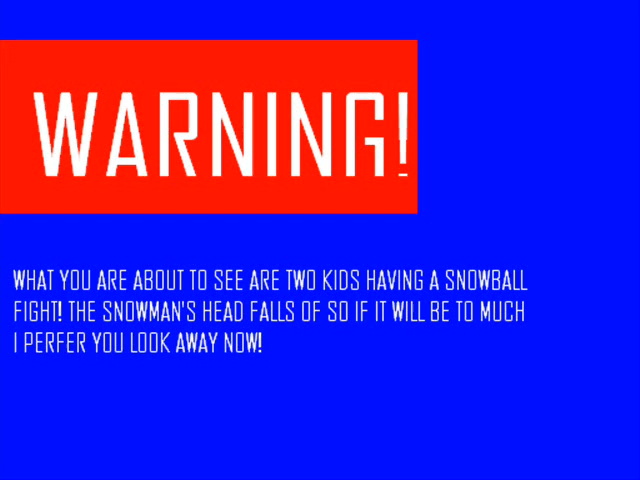 WARNING!
WHAT YOU ARE ABOUT TO SEE ARE TWO KIDS HAVING A SNOWBALL
FIGHT! THE SNOWMAN'S HEAD FALLS OF SO IF IT WILL BE TO MUCH
I PERFER YOU LOOK AWAY NOW!